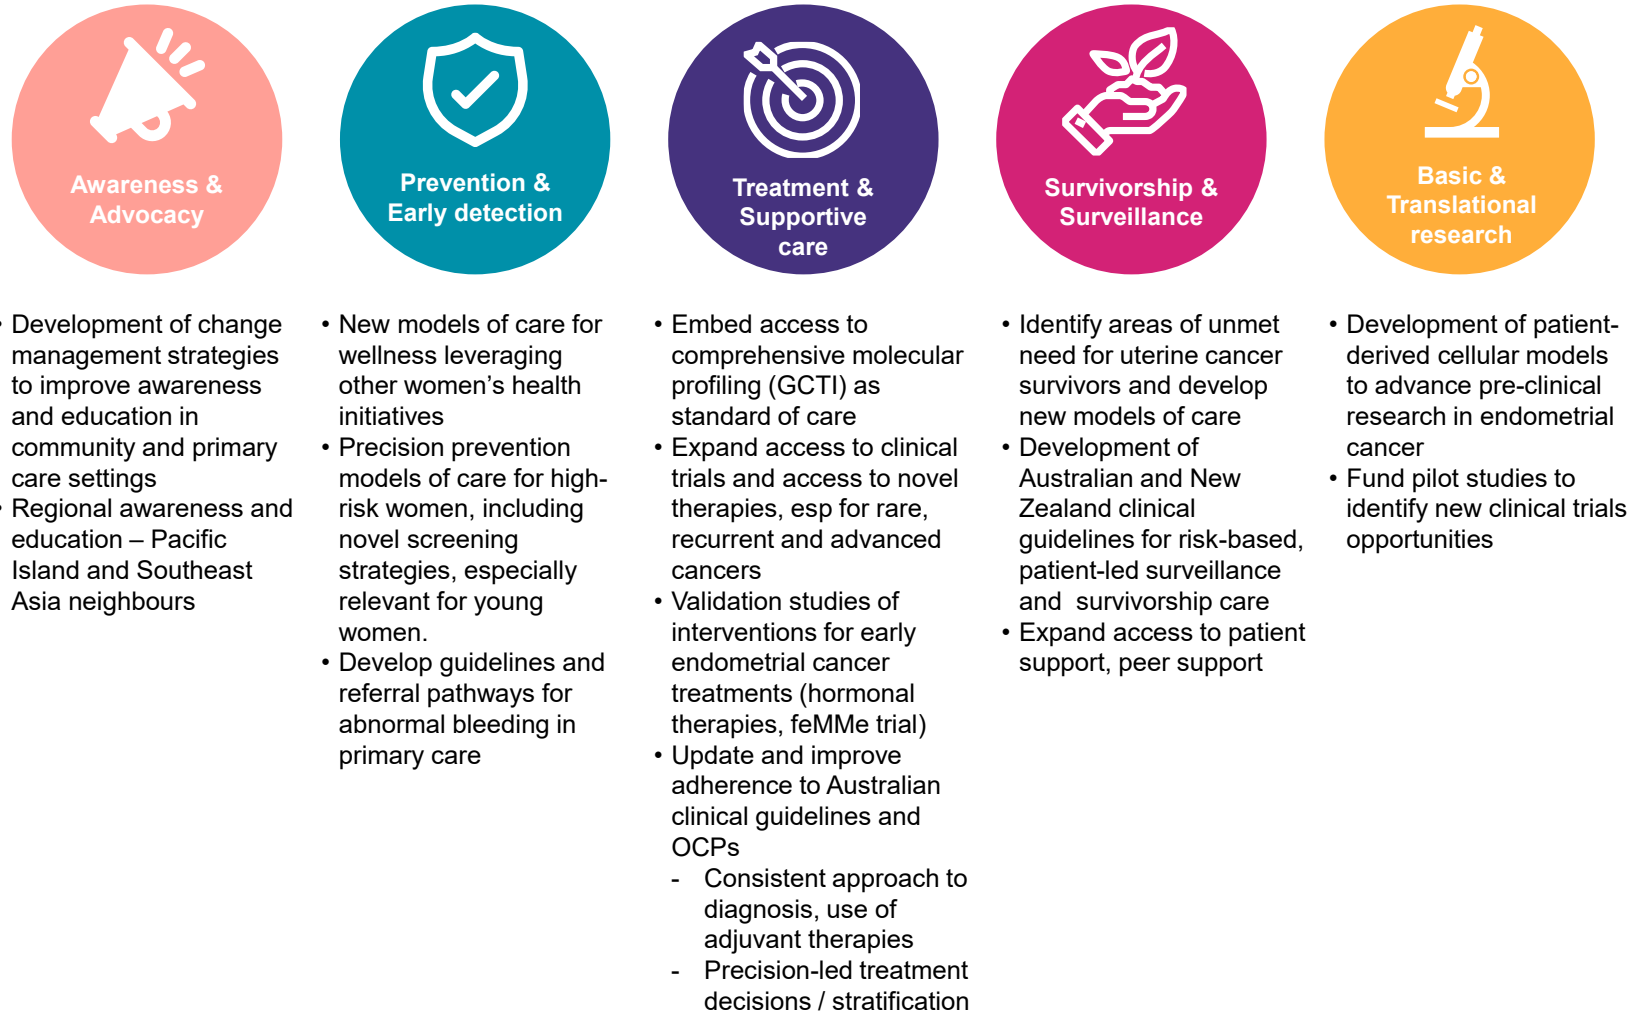 Awareness &
Advocacy
Prevention &
Early detection
Treatment &
Supportive
care
Survivorship &
Surveillance
Basic &
Translational
research
• Development of change
management strategies
to improve awareness
and education in
community and primary
care settings
• Regional awareness and
education – Pacific
Island and Southeast
Asia neighbours
• New models of care for
wellness leveraging
other women’s health
initiatives
• Precision prevention
models of care for high-
risk women, including
novel screening
strategies, especially
relevant for young
women.
• Develop guidelines and
referral pathways for
abnormal bleeding in
primary care
• Embed access to
comprehensive molecular
profiling (GCTI) as
standard of care
• Expand access to clinical
trials and access to novel
therapies, esp for rare,
recurrent and advanced
cancers
• Validation studies of
interventions for early
endometrial cancer
treatments (hormonal
therapies, feMMe trial)
• Update and improve
adherence to Australian
clinical guidelines and
OCPs
- Consistent approach to
diagnosis, use of
adjuvant therapies
- Precision-led treatment
decisions / stratification
• Identify areas of unmet
need for uterine cancer
survivors and develop
new models of care
• Development of
Australian and New
Zealand clinical
guidelines for risk-based,
patient-led surveillance
and  survivorship care
• Expand access to patient
support, peer support
• Development of patient-
derived cellular models
to advance pre-clinical
research in endometrial
cancer
• Fund pilot studies to
identify new clinical trials
opportunities